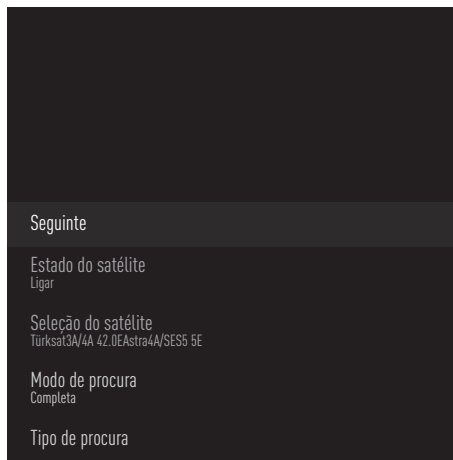 Seguinte
Estado do satélite
Ligar
Seleção do satélite
Türksat3A/4A 42.0EAstra4A/SES5 5E
Modo de procura
Completa
Tipo de procura